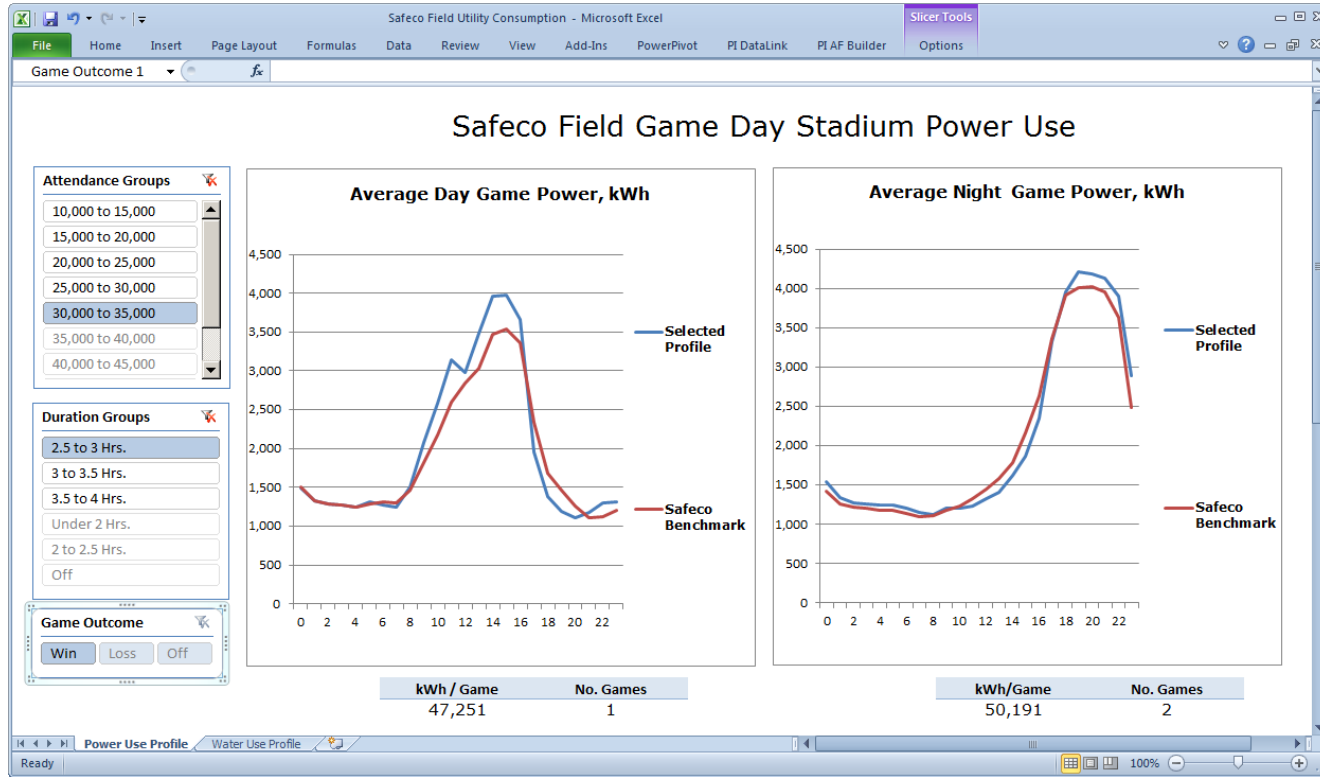 Safeco Field Utility Consumption - Microsoft Excel
Slicer Tools
File Home Insert Page Layout Formulas Data Review View Add-Ins PowerPivot PI DataLink PI AF Builder Options
Game Outcome 1 fx
Safeco Field Game Day Stadium Power Use
Attendance Groups
10,000 to 15,000
15,000 to 20,000
20,000 to 25,000
25,000 to 30,000
30,000 to 35,000
35,000 to 40,000
40,000 to 45,000
Duration Groups
2.5 to 3 Hrs.
3 to 3.5 Hrs.
3.5 to 4 Hrs.
Under 2 Hrs.
2 to 2.5 Hrs.
Off
Game Outcome
Win Loss Off
Average Day Game Power, kWh
4,500
4,000
3,500
3,000
2,500
2,000
1,500
1,000
500
0
0 2 4 6 8 10 12 14 16 18 20 22
Selected
Profile
Safeco
Benchmark
kWh / Game No. Games
47,251 1
Average Night Game Power, kWh
4,500
4,000
3,500
3,000
2,500
2,000
1,500
1,000
500
0
0 2 4 6 8 10 12 14 16 18 20 22
Selected
Profile
Safeco
Benchmark
kWh/Game No. Games
50,191 2
Power Use Profile Water Use Profile
Ready 100%